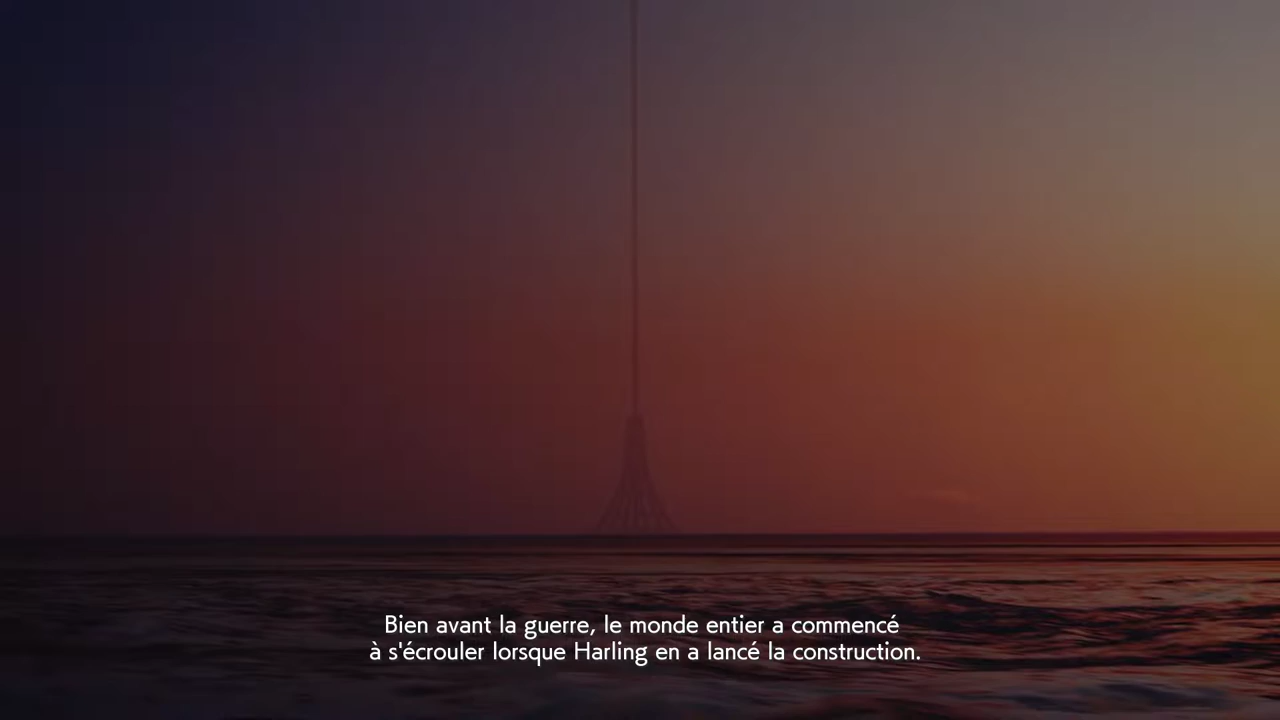 Bien avant la guerre, le monde entier a commencé
à s'écrouler lorsque Harling en a lancé la construction.